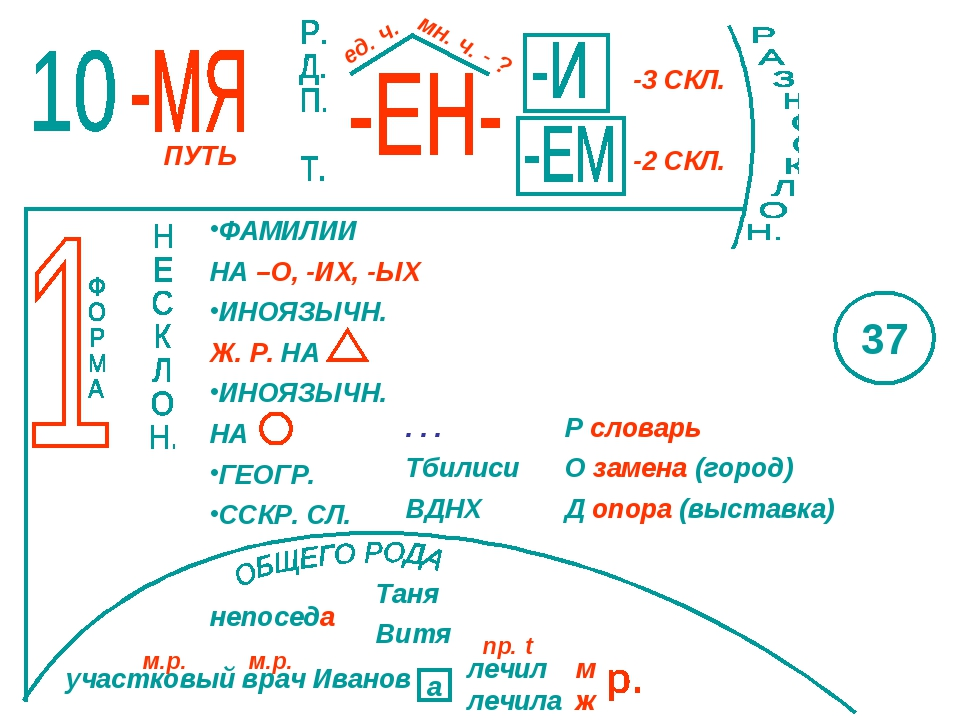 10 -МЯ
ПУТЬ
Р.
Д.
П.
Т.
ед. ч. мн. ч. - ?
-ЕН-
-И -3 СКЛ.
-ЕМ -2 СКЛ.
РАЗНОСКЛОН.
1
ФОРМА
НЕСКЛОН.
•ФАМИЛИИ
НА –О, -ИХ, -ЫХ
•ИНОЯЗЫЧН.
Ж. Р. НА
•ИНОЯЗЫЧН.
НА
•ГЕОГР.
•ССКР. СЛ.
. . .
Тбилиси
ВДНХ
Р словарь
О замена (город)
Д опора (выставка)
37
ОБЩЕГО РОДА
непоседа
Таня
Витя
м.р. м.р. пр. t
участковый врач Иванов а
лечил м
лечила ж
р.